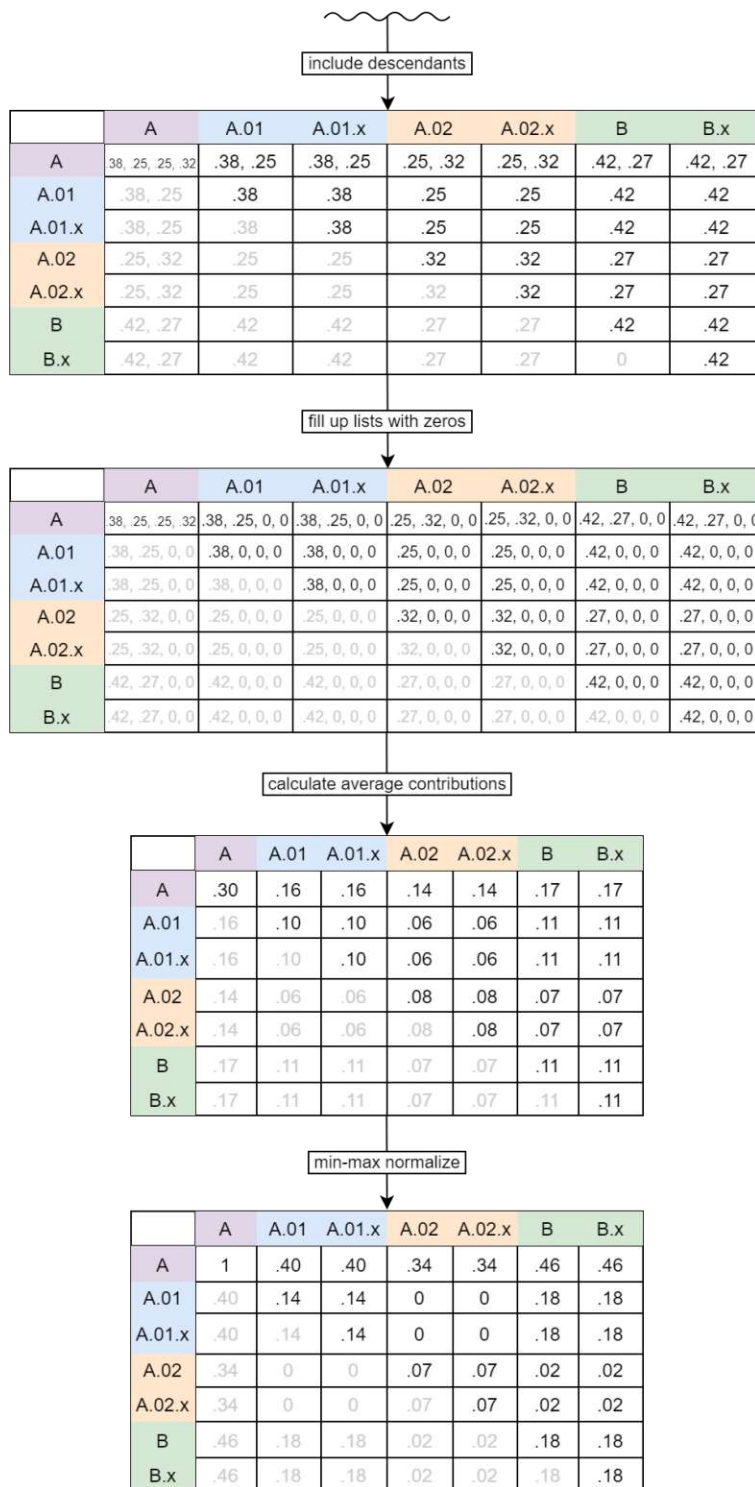 include descendants
A A.01 A.01.x A.02 A.02.x B B.x
A .38, .25, .25, .32 .38, .25 .38, .25 .25, .32 .25, .32 .42, .27 .42, .27
A.01 .38, .25 .38 .38 .25 .25 .42 .42
A.01.x .38, .25 .38 .38 .25 .25 .42 .42
A.02 .25, .32 .25 .25 .32 .32 .27 .27
A.02.x .25, .32 .25 .25 .32 .32 .27 .27
B .42, .27 .42 .42 .27 .27 .42 .42
B.x .42, .27 .42 .42 .27 .27 0 .42
fill up lists with zeros
A A.01 A.01.x A.02 A.02.x B B.x
A .38, .25, .25, .32 .38, .25, 0, 0 .38, .25, 0, 0 .25, .32, 0, 0 .25, .32, 0, 0 .42, .27, 0, 0 .42, .27, 0, 0
A.01 .38, .25, 0, 0 .38, 0, 0, 0 .38, 0, 0, 0 .25, 0, 0, 0 .25, 0, 0, 0 .42, 0, 0, 0 .42, 0, 0, 0
A.01.x .38, .25, 0, 0 .38, 0, 0, 0 .38, 0, 0, 0 .25, 0, 0, 0 .25, 0, 0, 0 .42, 0, 0, 0 .42, 0, 0, 0
A.02 .25, .32, 0, 0 .25, 0, 0, 0 .25, 0, 0, 0 .32, 0, 0, 0 .32, 0, 0, 0 .27, 0, 0, 0 .27, 0, 0, 0
A.02.x .25, .32, 0, 0 .25, 0, 0, 0 .25, 0, 0, 0 .32, 0, 0, 0 .32, 0, 0, 0 .27, 0, 0, 0 .27, 0, 0, 0
B .42, .27, 0, 0 .42, 0, 0, 0 .42, 0, 0, 0 .27, 0, 0, 0 .27, 0, 0, 0 .42, 0, 0, 0 .42, 0, 0, 0
B.x .42, .27, 0, 0 .42, 0, 0, 0 .42, 0, 0, 0 .27, 0, 0, 0 .27, 0, 0, 0 .42, 0, 0, 0 .42, 0, 0, 0
calculate average contributions
A A.01 A.01.x A.02 A.02.x B B.x
A .30 .16 .16 .14 .14 .17 .17
A.01 .16 .10 .10 .06 .06 .11 .11
A.01.x .16 .10 .10 .06 .06 .11 .11
A.02 .14 .06 .06 .08 .08 .07 .07
A.02.x .14 .06 .06 .08 .08 .07 .07
B .17 .11 .11 .07 .07 .11 .11
B.x .17 .11 .11 .07 .07 .11 .11
min-max normalize
A A.01 A.01.x A.02 A.02.x B B.x
A 1 .40 .40 .34 .34 .46 .46
A.01 .40 .14 .14 0 0 .18 .18
A.01.x .40 .14 .14 0 0 .18 .18
A.02 .34 0 0 .07 .07 .02 .02
A.02.x .34 0 0 .07 .07 .02 .02
B .46 .18 .18 .02 .02 .18 .18
B.x .46 .18 .18 .02 .02 .18 .18